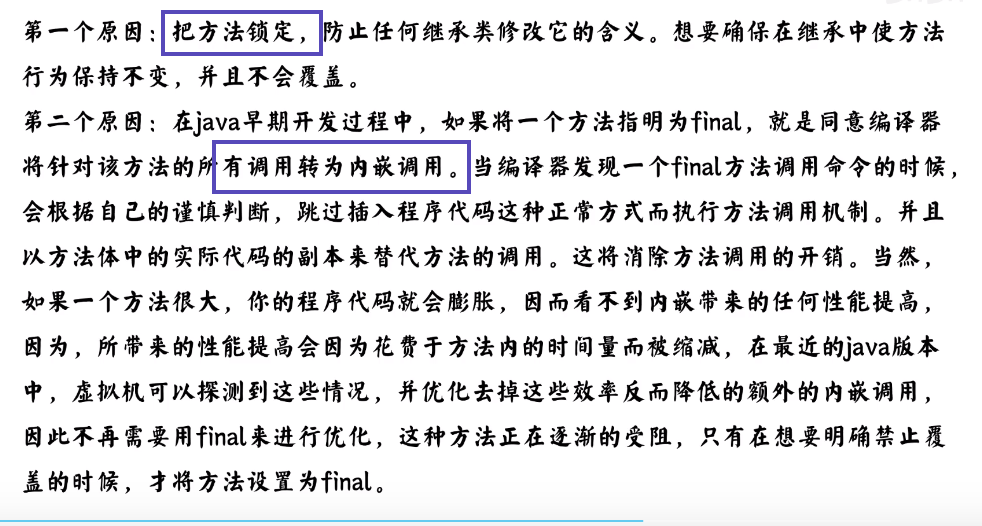 第一个原因：把方法锁定，防止任何继承类修改它的含义。想要确保在继承中使方法
行为保持不变，并且不会覆盖。
第二个原因：在java早期开发过程中，如果将一个方法指明为final，就是同意编译器
将针对该方法的所有调用转为内嵌调用。当编译器发现一个final方法调用命令的时候，
会根据自己的谨慎判断，跳过插入程序代码这种正常方式而执行方法调用机制。并且
以方法体中的实际代码的副本来替代方法的调用。这将消除方法调用的开销。当然，
如果一个方法很大，你的程序代码就会膨胀，因而看不到内嵌带来的任何性能提高，
因为，所带来的性能提高会因为花费于方法内的时间量而被缩减，在最近的java版本
中，虚拟机可以探测到这些情况，并优化去掉这些效率反而降低的额外的内嵌调用，
因此不再需要用final来进行优化，这种方法正在逐渐的受阻，只有在想要明确禁止覆
盖的时候，才将方法设置为final。